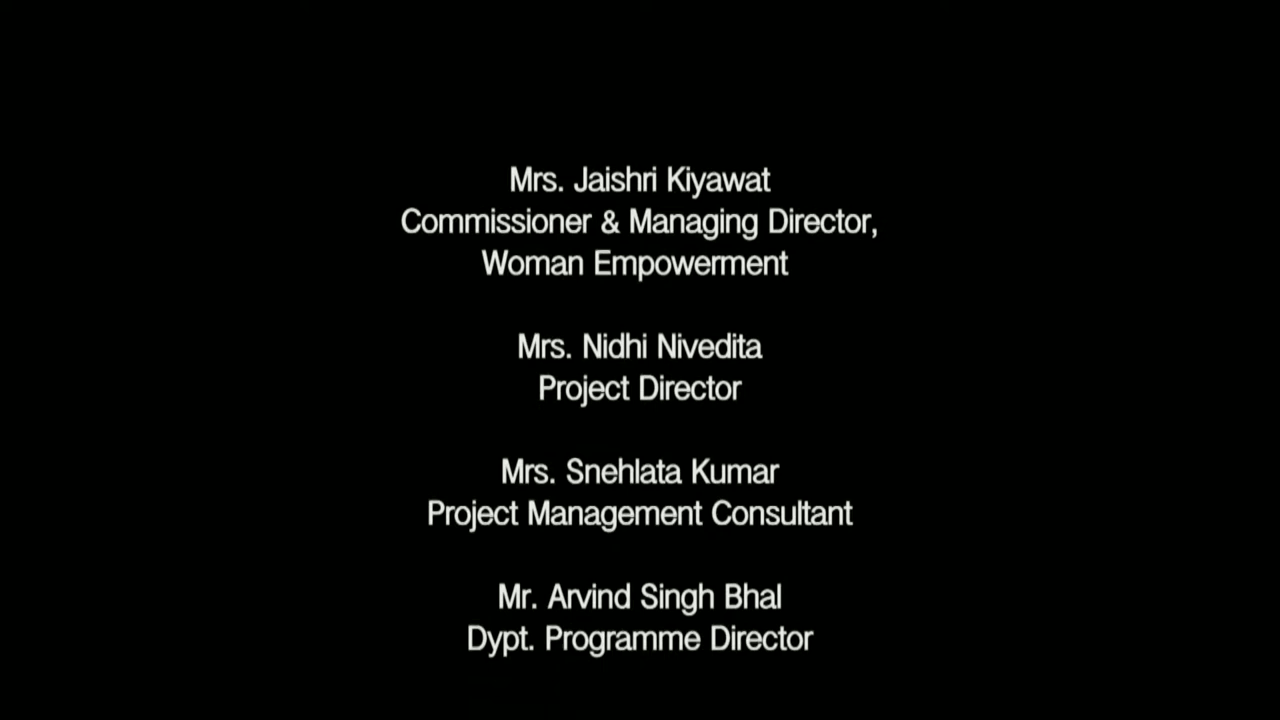 Mrs. Jaishri Kiyawat
Commissioner & Managing Director,
Woman Empowerment
Mrs. Nidhi Nivedita
Project Director
Mrs. Snehlata Kumar
Project Management Consultant
Mr. Arvind Singh Bhal
Dypt. Programme Director